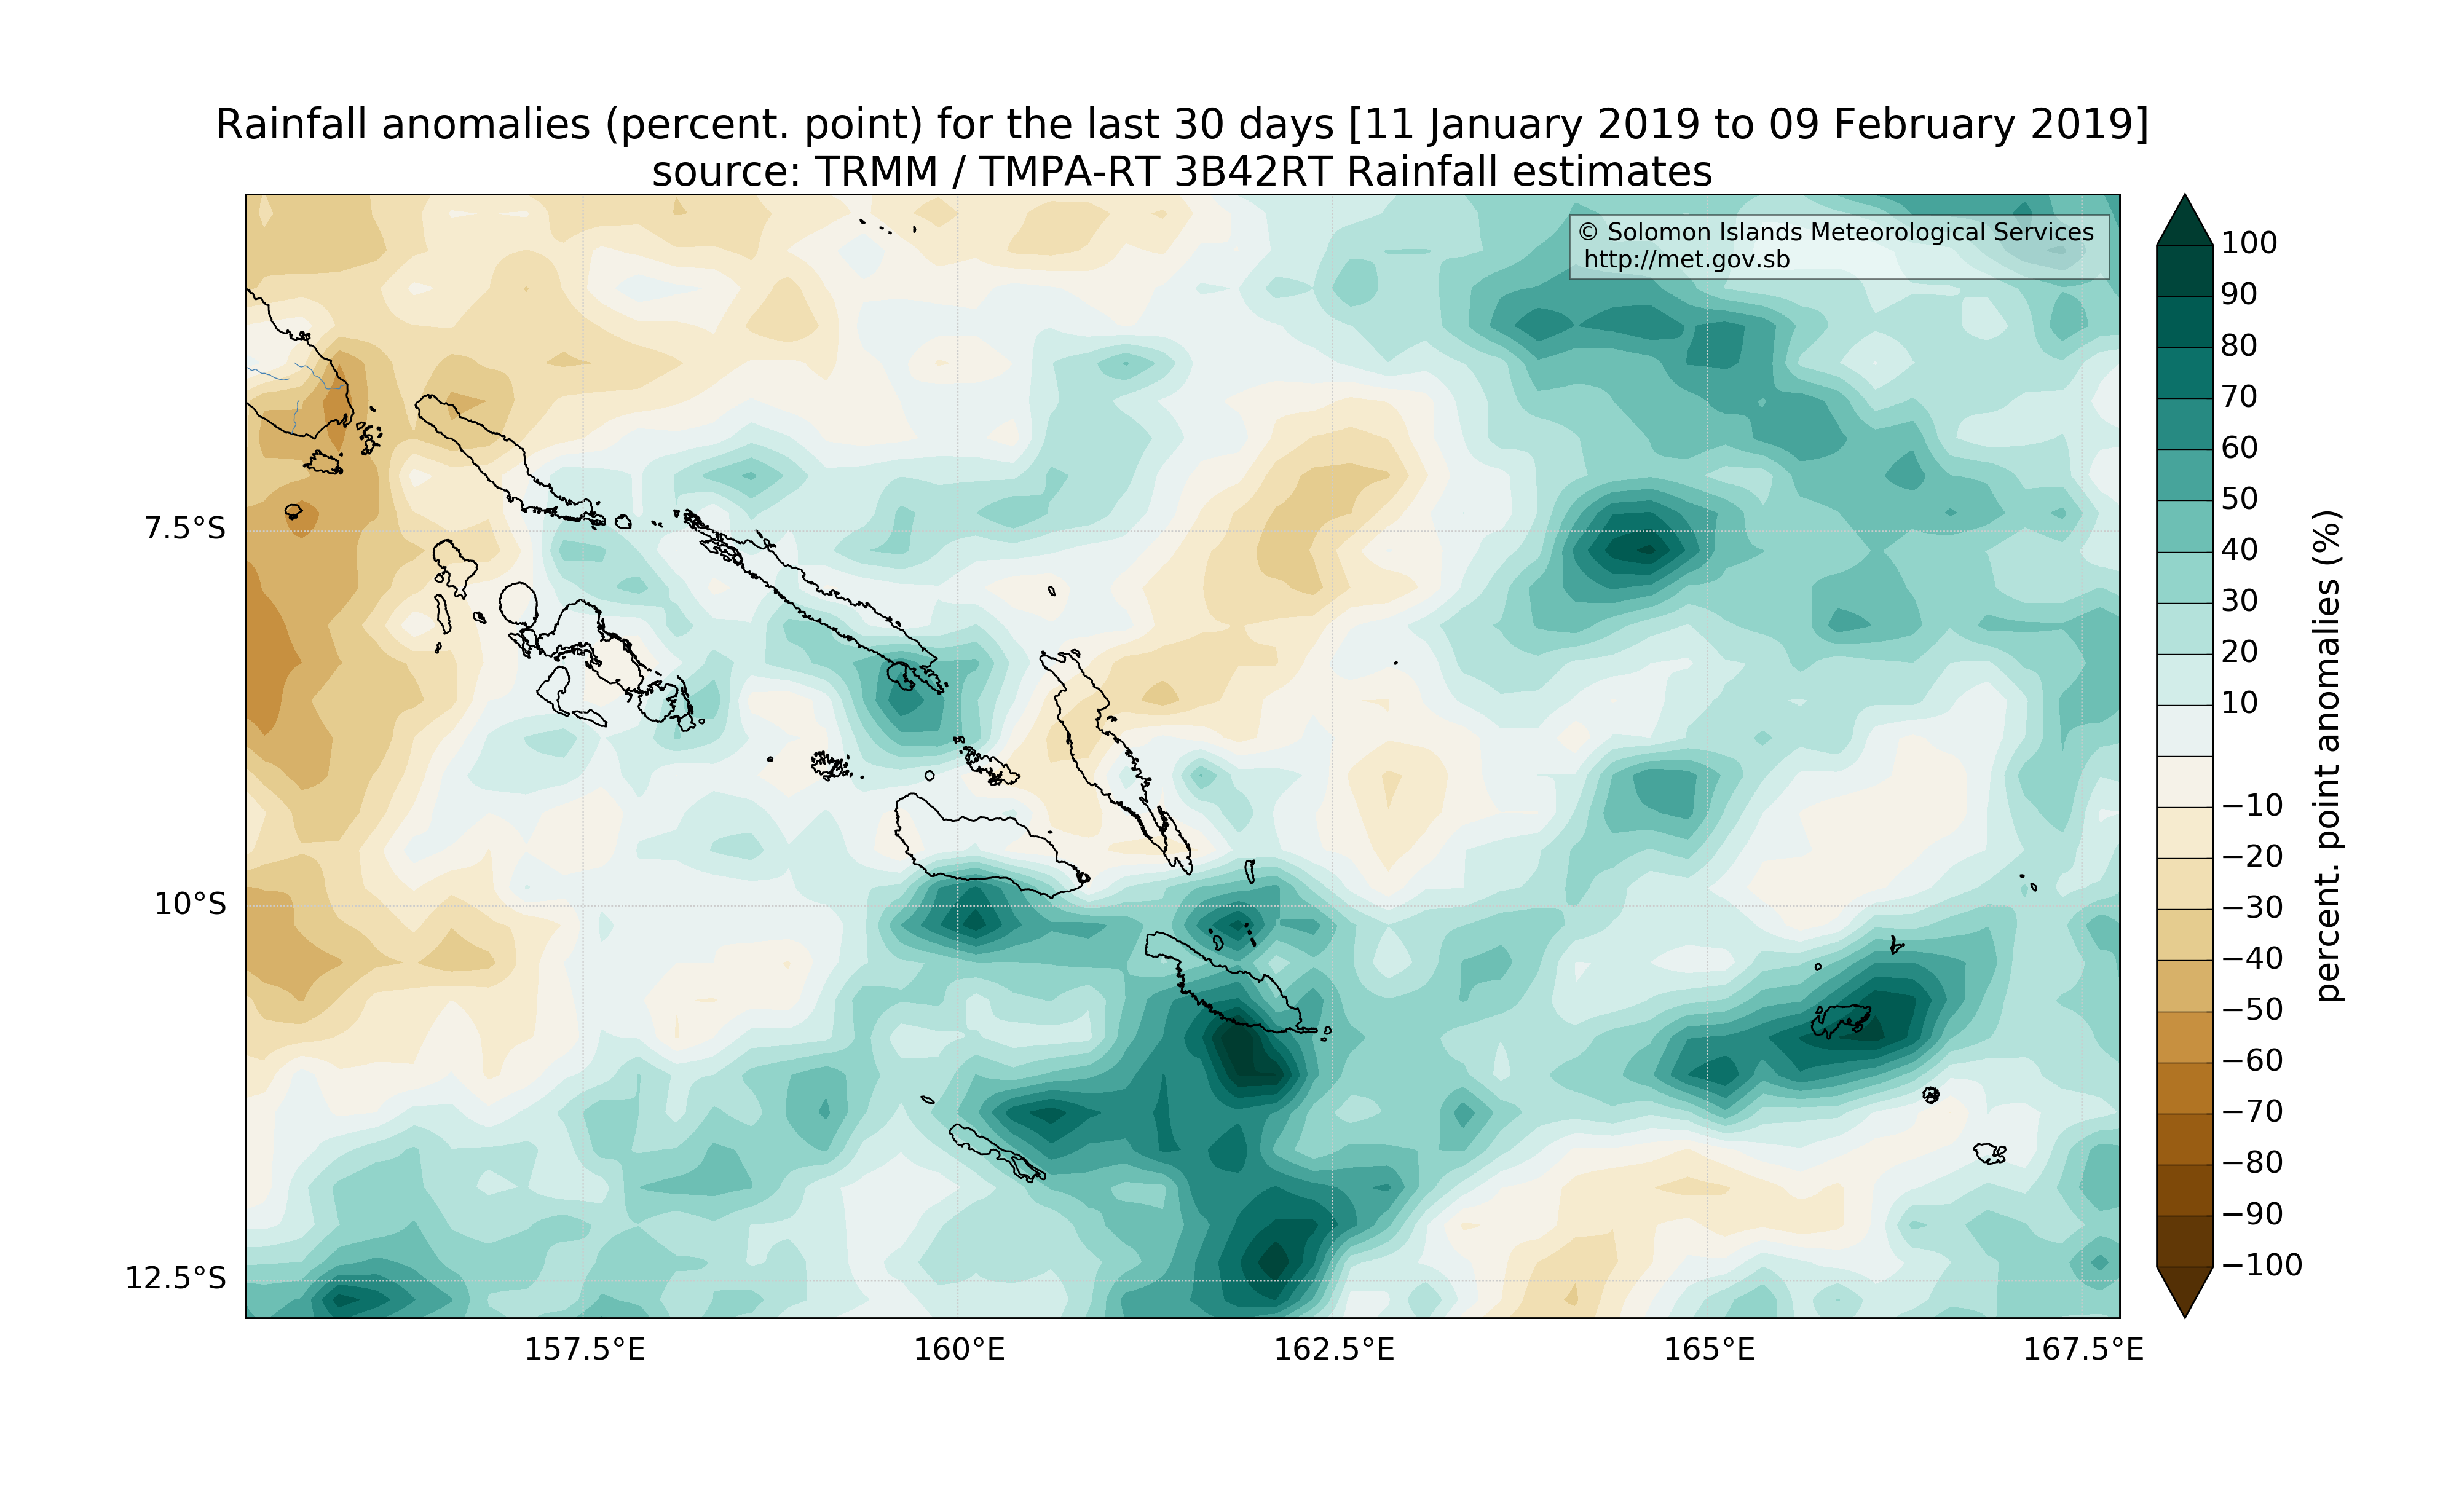 Rainfall anomalies (percent. point) for the last 30 days [11 January 2019 to 09 February 2019]
source: TRMM / TMPA-RT 3B42RT Rainfall estimates
© Solomon Islands Meteorological Services
http://met.gov.sb
7.5°S
10°S
12.5°S
157.5°E
160°E
162.5°E
165°E
167.5°E
100
90
80
70
60
50
40
30
20
10
−10
−20
−30
−40
−50
−60
−70
−80
−90
−100
percent. point anomalies (%)